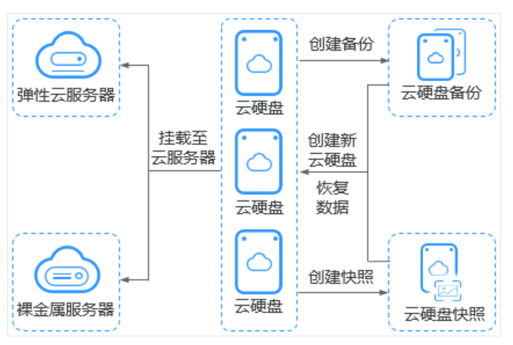 弹性云服务器
裸金属服务器
挂载至
云服务器
云硬盘
云硬盘
云硬盘
创建备份
创建新
云硬盘
恢复
数据
创建快照
云硬盘备份
云硬盘快照